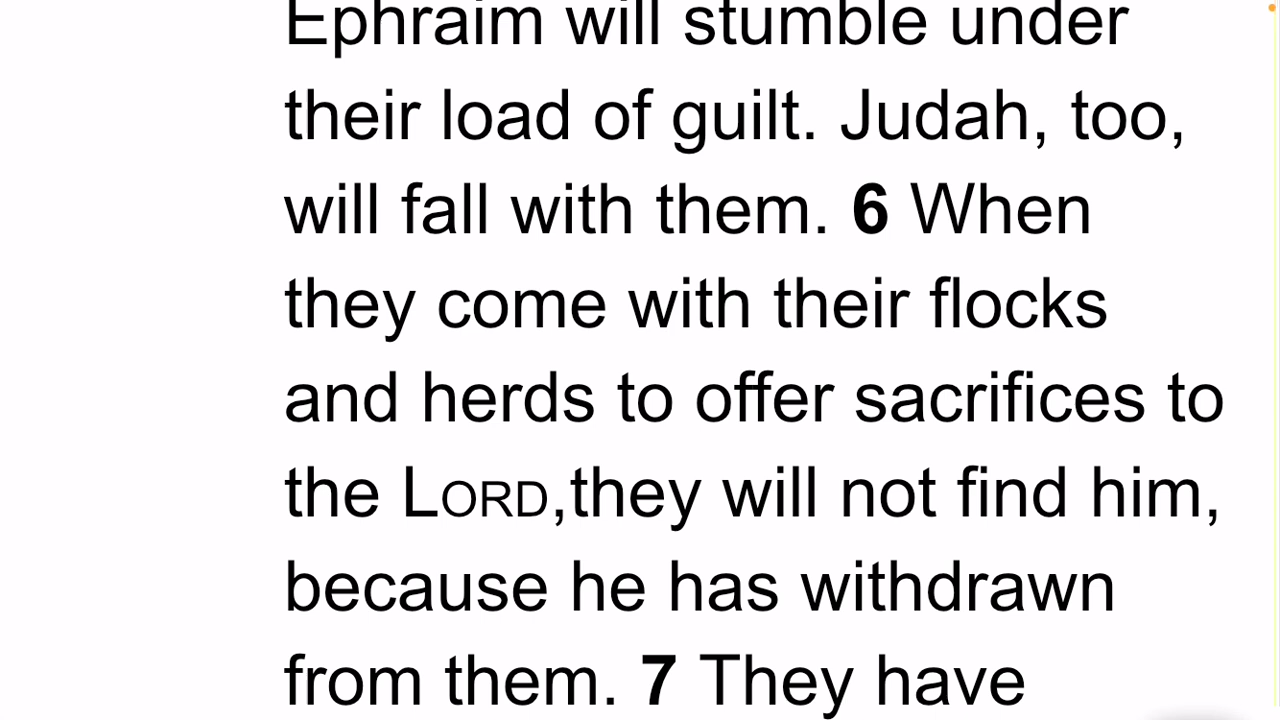 Ephraim will stumble under
their load of guilt. Judah, too,
will fall with them. 6 When
they come with their flocks
and herds to offer sacrifices to
the LORD,they will not find him,
because he has withdrawn
from them. 7 They have